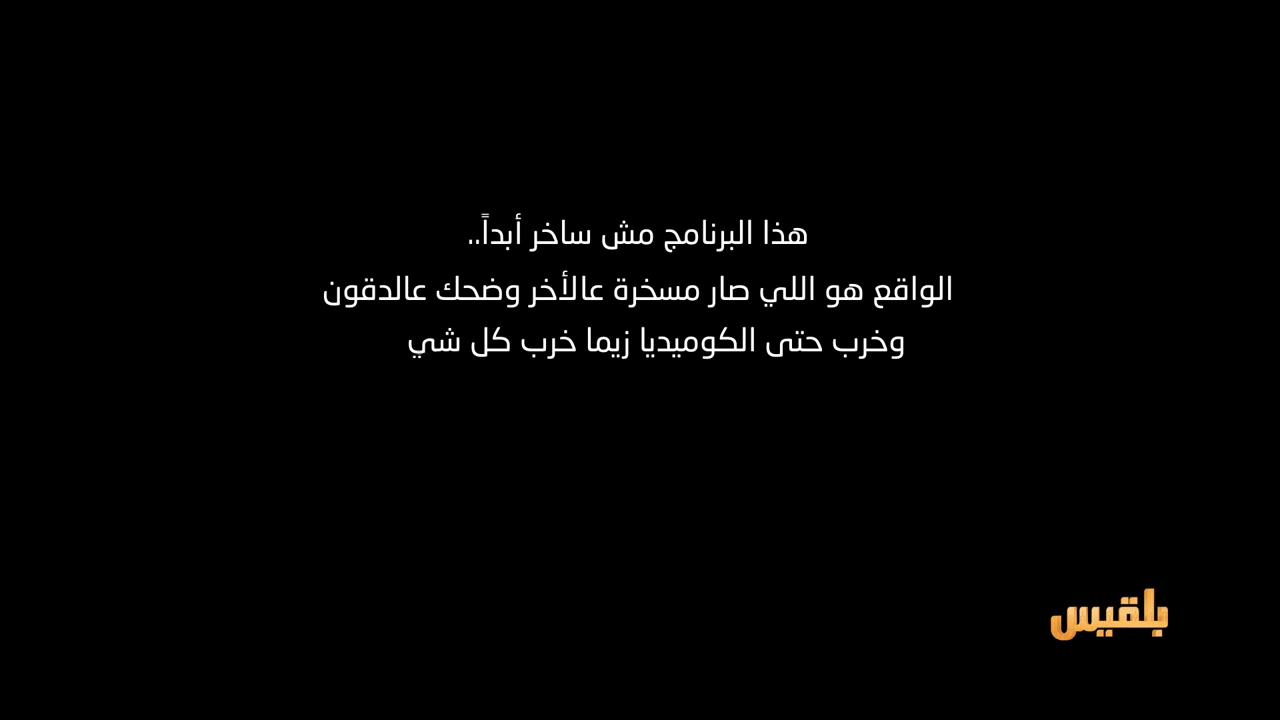 هذا البرنامج مش ساخر أبداً..
الواقع هو اللي صار مسخرة عالأخر وضحك عالدقون
وخرب حتى الكوميديا زيما خرب كل شي
بلقيس